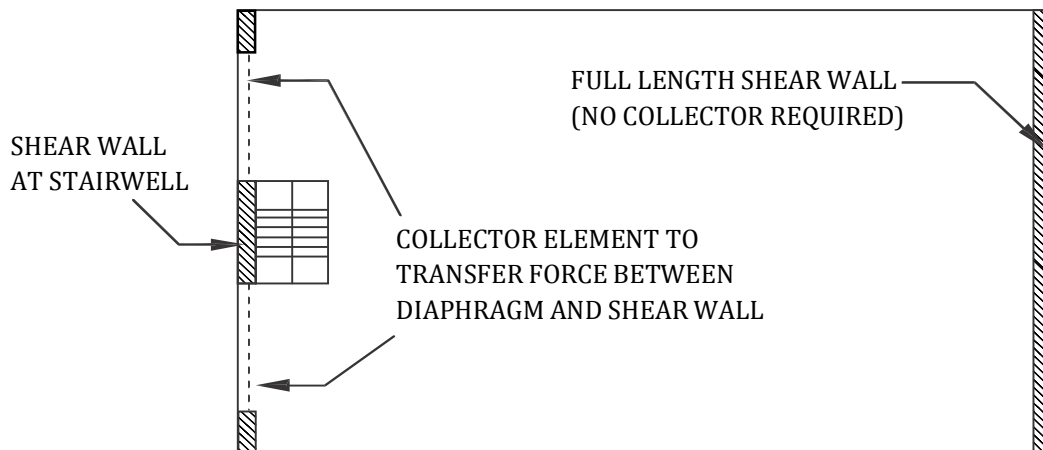 FULL LENGTH SHEAR WALL
(NO COLLECTOR REQUIRED)
SHEAR WALL
AT STAIRWELL
COLLECTOR ELEMENT TO
TRANSFER FORCE BETWEEN
DIAPHRAGM AND SHEAR WALL